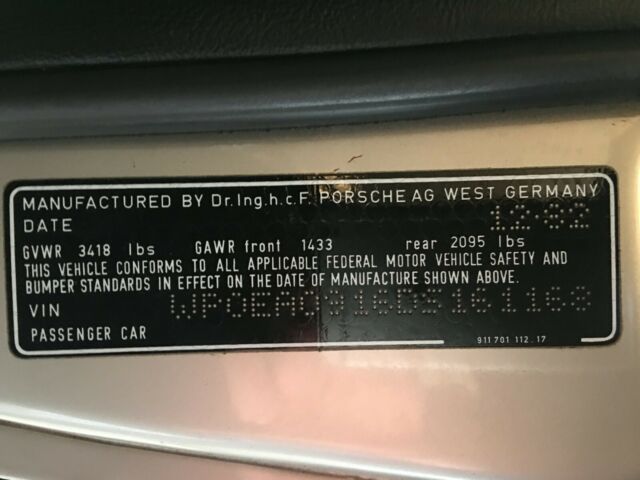 MANUFACTURED BY Dr.Ing.h.c.F. PORSCHE AG WEST GERMANY
DATE 12·82
GVWR 3418 lbs GAWR front 1433 rear 2095 lbs
THIS VEHICLE CONFORMS TO ALL APPLICABLE FEDERAL MOTOR VEHICLE SAFETY AND
BUMPER STANDARDS IN EFFECT ON THE DATE OF MANUFACTURE SHOWN ABOVE.
VIN WP0EA0918DS161168
PASSENGER CAR 911 701 112.17